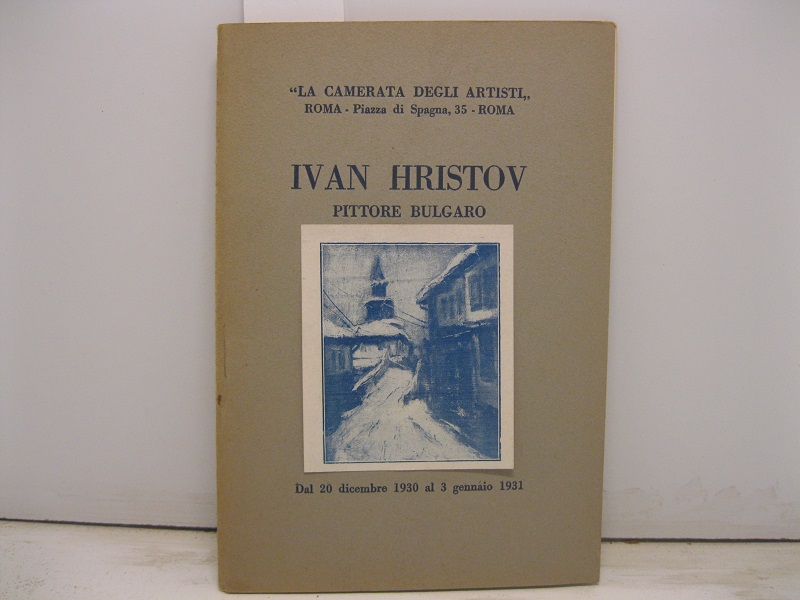 “LA CAMERATA DEGLI ARTISTI„
ROMA - Piazza di Spagna, 35 - ROMA
IVAN HRISTOV
PITTORE BULGARO
Dal 20 dicembre 1930 al 3 gennaio 1931